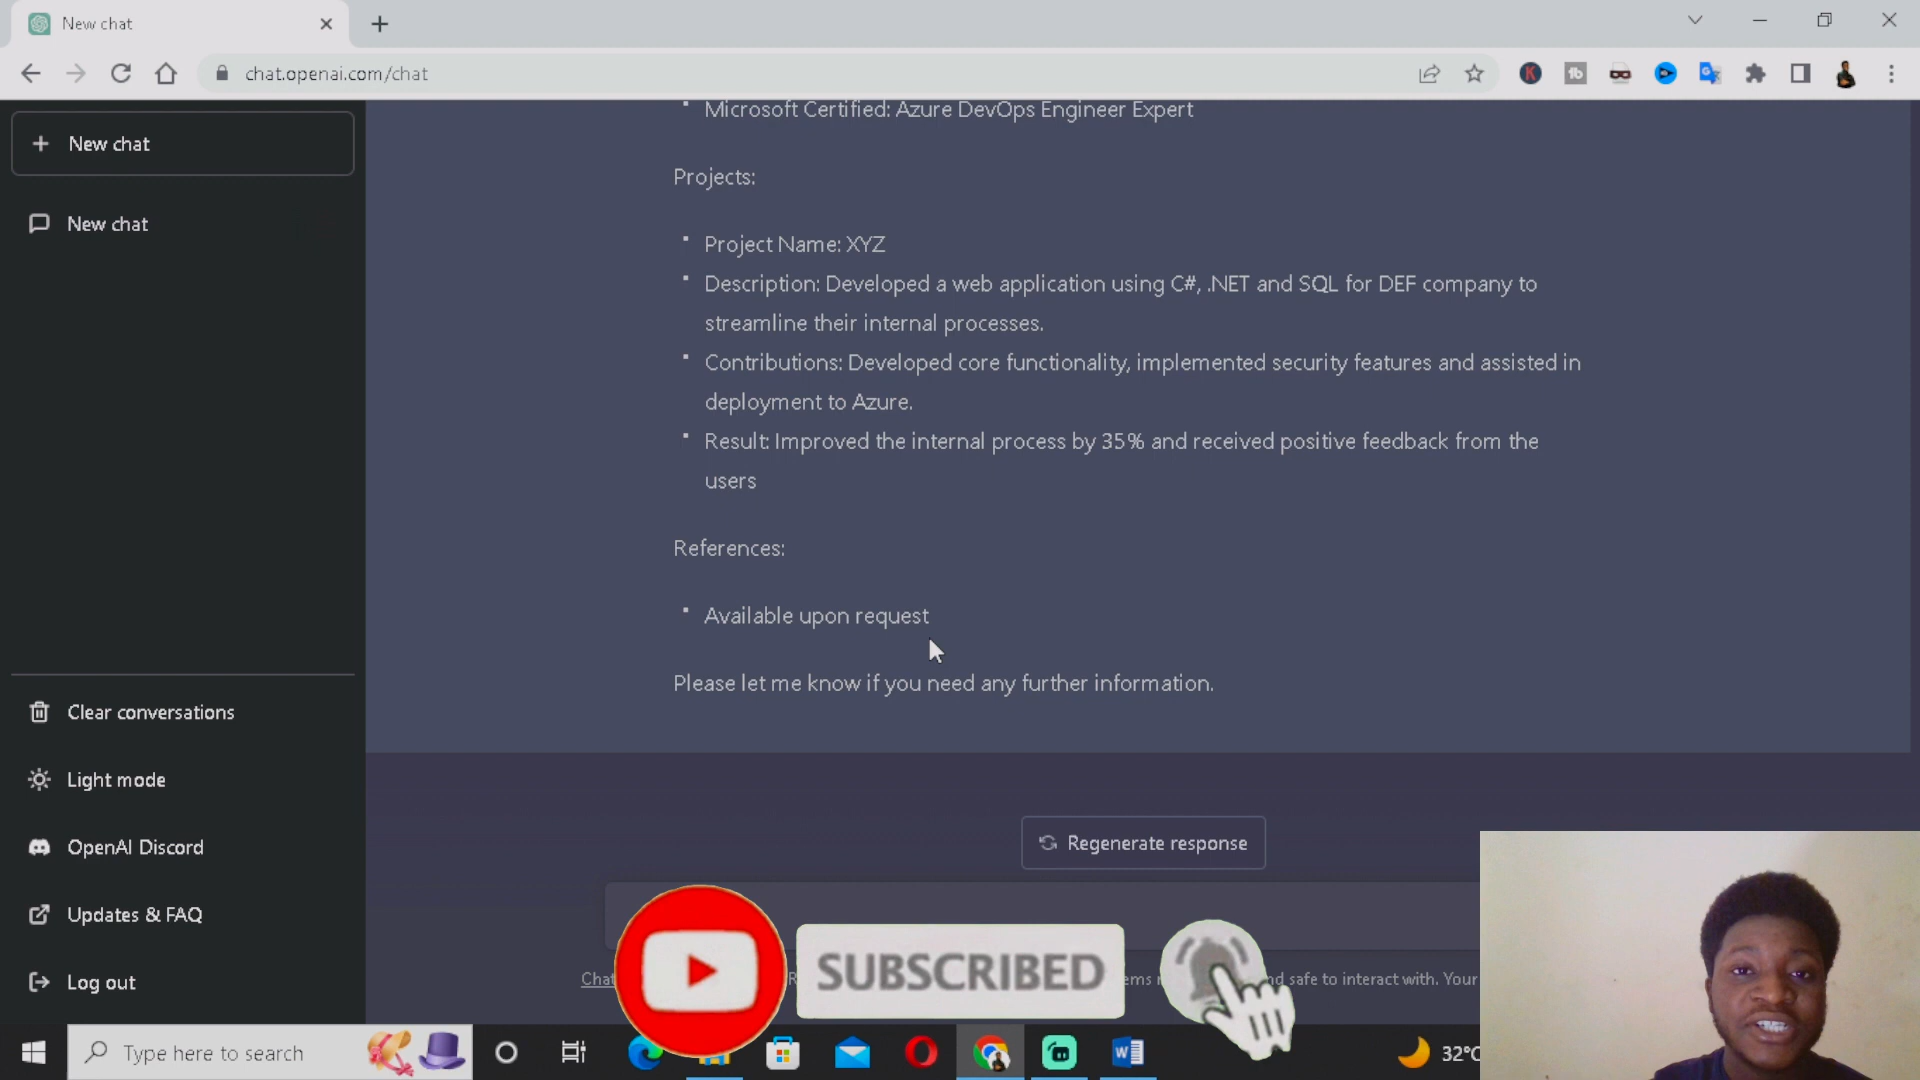 New chat
chat.openai.com/chat
New chat
New chat
Microsoft Certified: Azure DevOps Engineer Expert
Projects:
Project Name: XYZ
Description: Developed a web application using C#, .NET and SQL for DEF company to
streamline their internal processes.
Contributions: Developed core functionality, implemented security features and assisted in
deployment to Azure.
Result: Improved the internal process by 35% and received positive feedback from the
users
References:
Available upon request
Please let me know if you need any further information.
Clear conversations
Light mode
OpenAI Discord
Updates & FAQ
Log out
Regenerate response
SUBSCRIBED
safe to interact with. Your
Type here to search
32°C